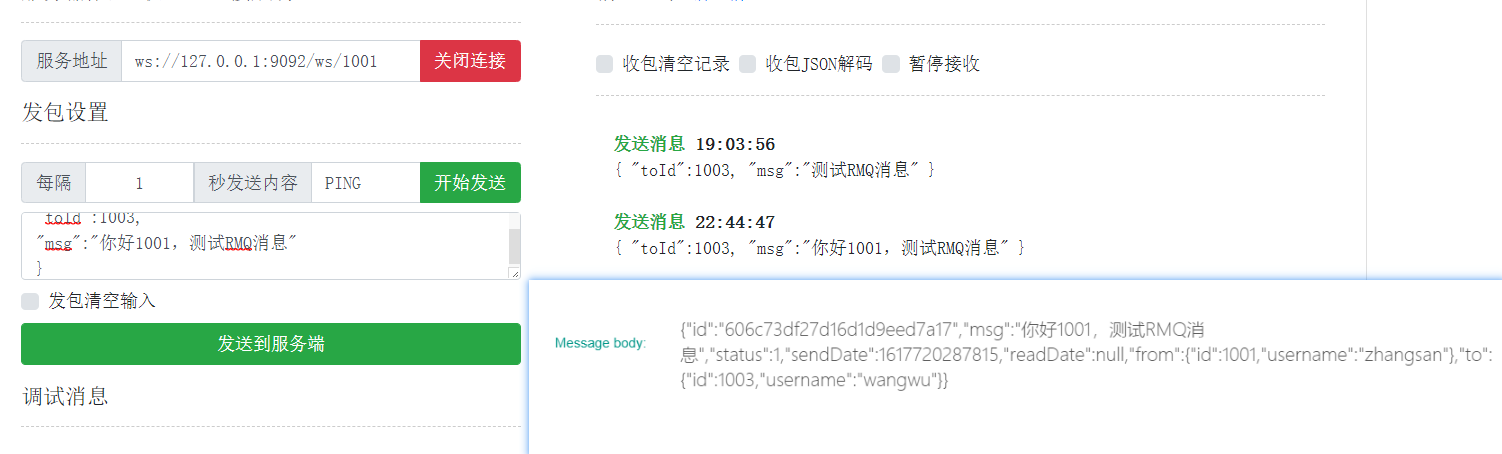 服务地址 ws://127.0.0.1:9092/ws/1001 关闭连接
发包设置
每隔 1 秒发送内容 PING 开始发送
toId":1003,
"msg":"你好1001，测试RMQ消息"
}
发包清空输入
发送到服务端
调试消息
收包清空记录 收包JSON解码 暂停接收
发送消息 19:03:56
{ "toId":1003, "msg":"测试RMQ消息" }
发送消息 22:44:47
{ "toId":1003, "msg":"你好1001，测试RMQ消息" }
Message body:
{"id":"606c73df27d16d1d9eed7a17","msg":"你好1001，测试RMQ消
息","status":1,"sendDate":1617720287815,"readDate":null,"from":{"id":1001,"username":"zhangsan"},"to":
{"id":1003,"username":"wangwu"}}